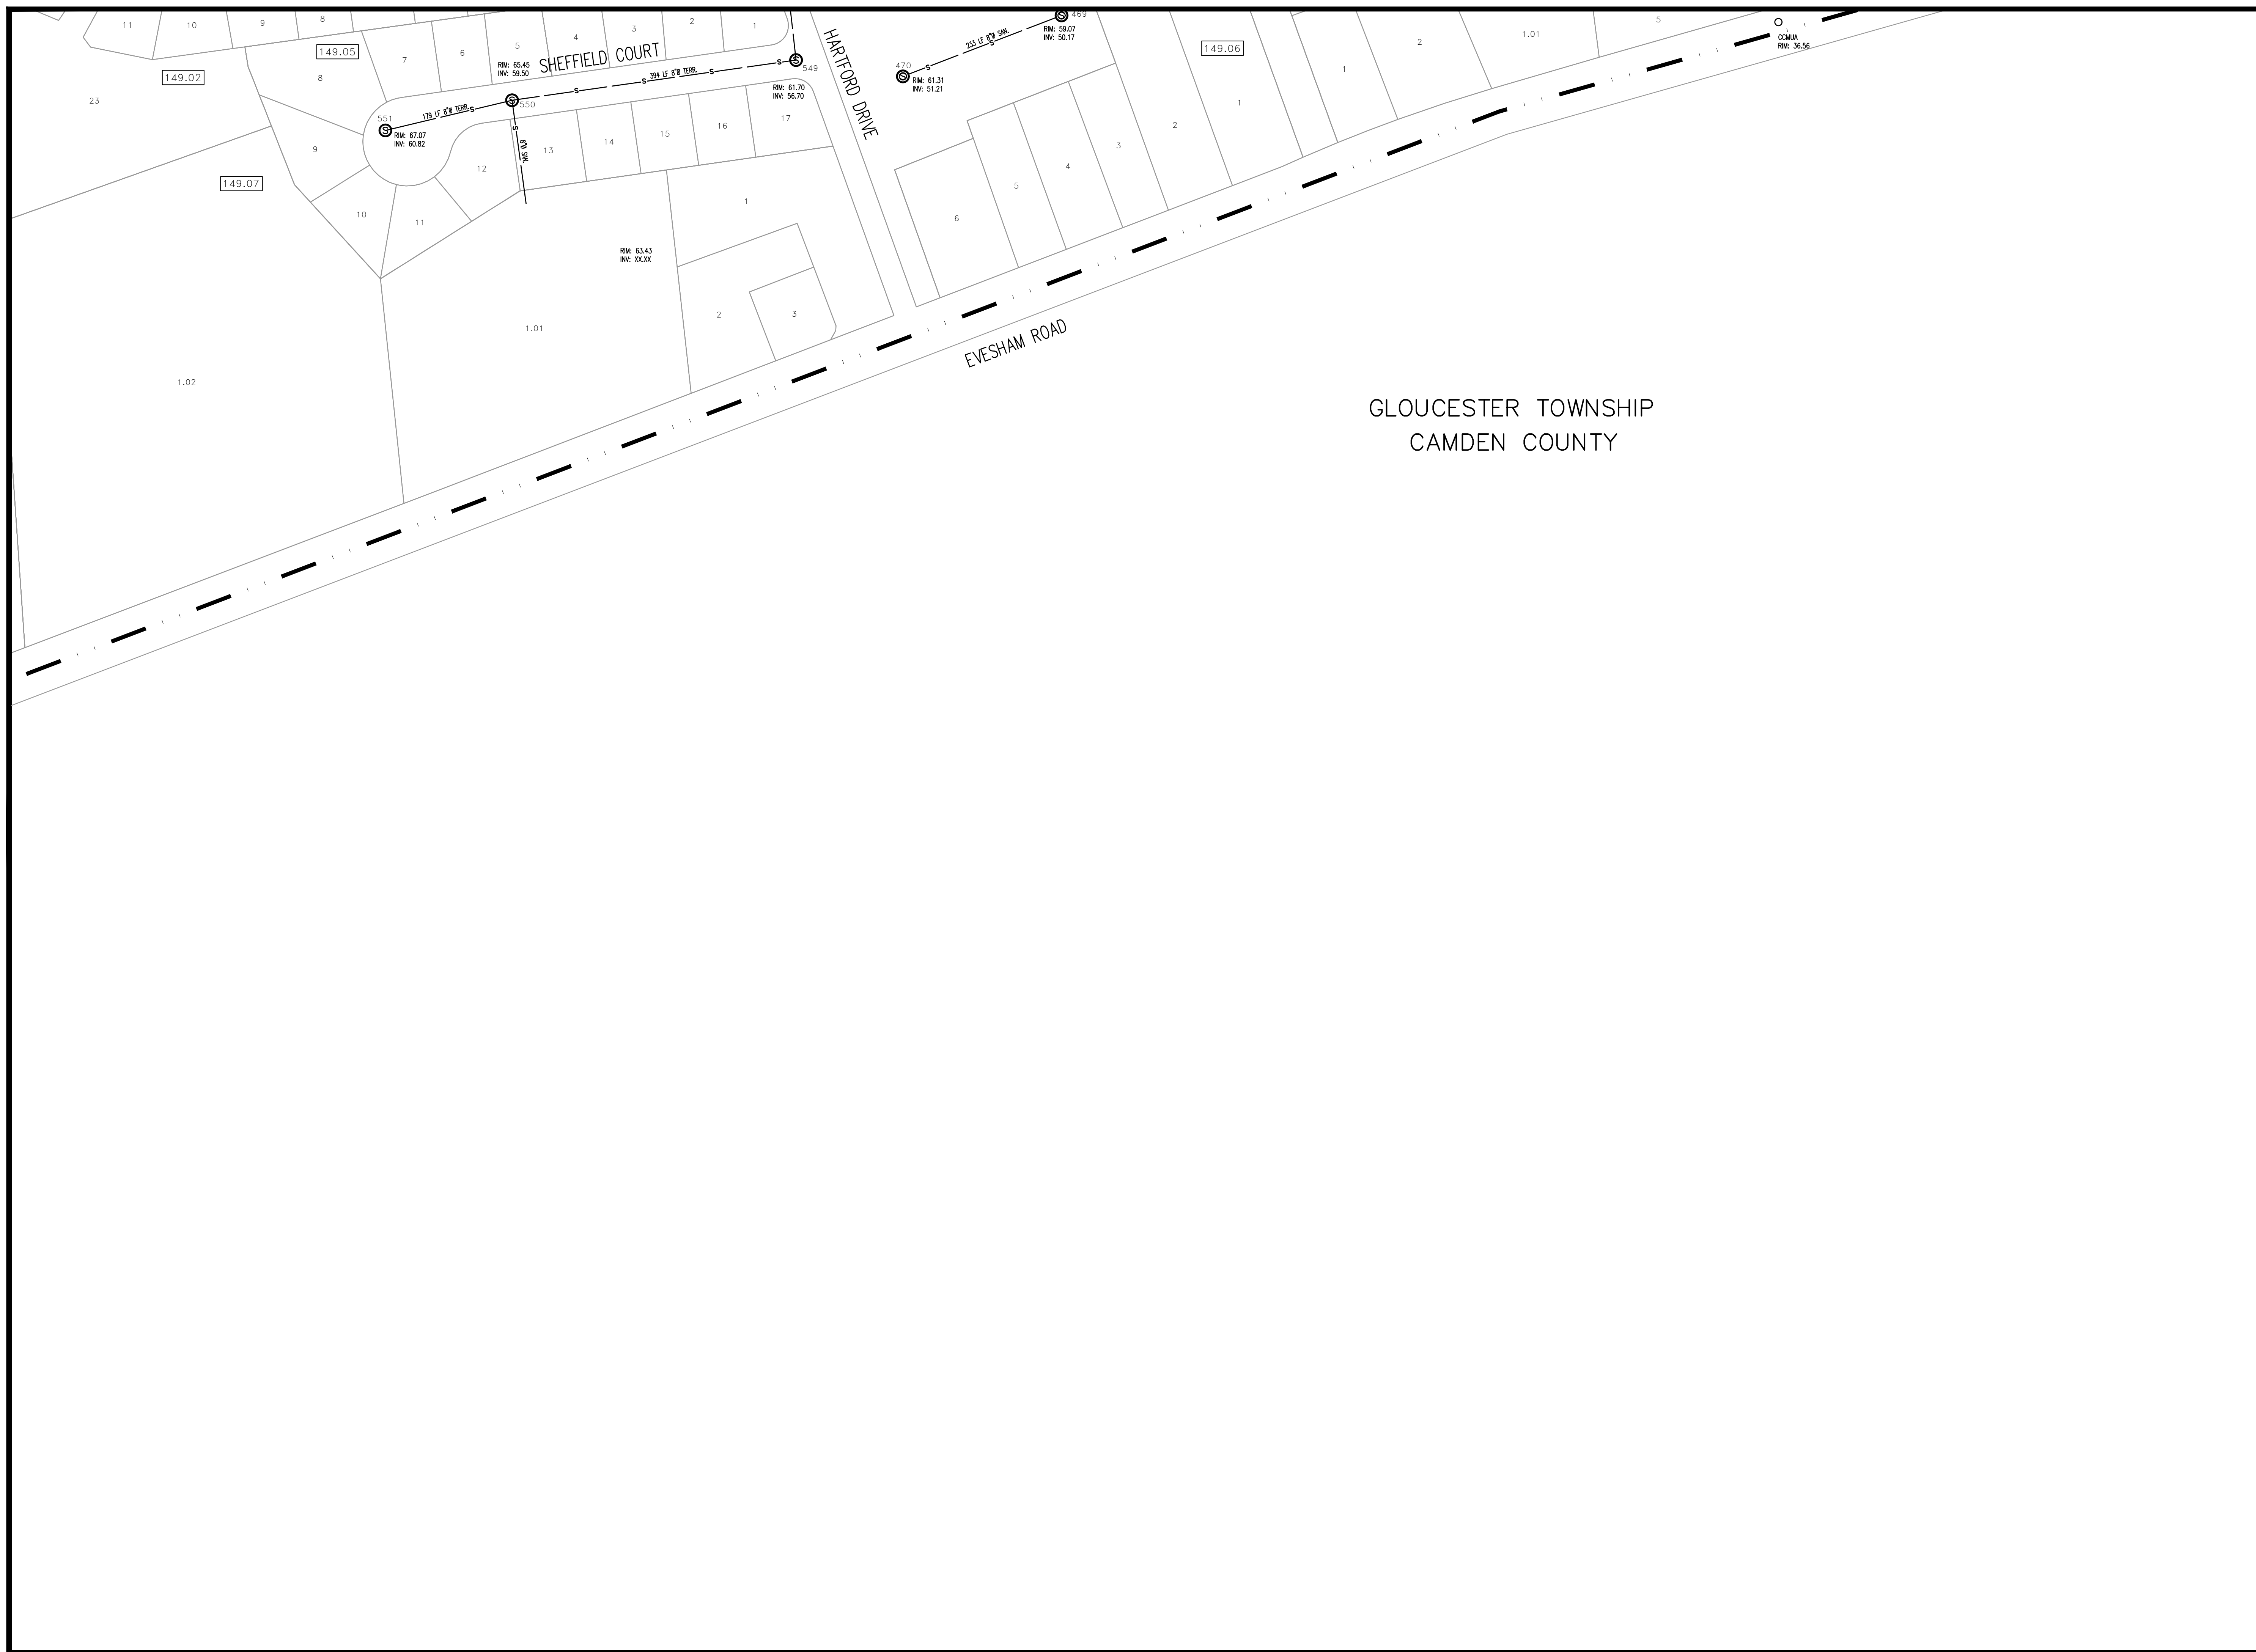 11
10
9
8
3
2
1
469
5
149.05
7
6
5
4
SHEFFIELD COURT
HARTFORD DRIVE
RIM: 59.07
INV: 50.17
233 LF 8"Ø SAN.
149.06
2
1.01
CCMUA
RIM: 36.56
149.02
8
RIM: 65.45
INV: 59.50
394 LF 8"Ø TERR.
549
470
RIM: 61.31
INV: 51.21
1
23
RIM: 61.70
INV: 56.70
1
550
179 LF 8"Ø TERR.
551
RIM: 67.07
INV: 60.82
17
16
15
14
13
12
8"Ø SAN.
9
2
3
4
5
6
149.07
10
11
1
RIM: 63.43
INV: XX.XX
1.01
2
3
EVESHAM ROAD
1.02
GLOUCESTER TOWNSHIP
CAMDEN COUNTY
S
S
S
S
S
S
S
S
S
S
S
S
S